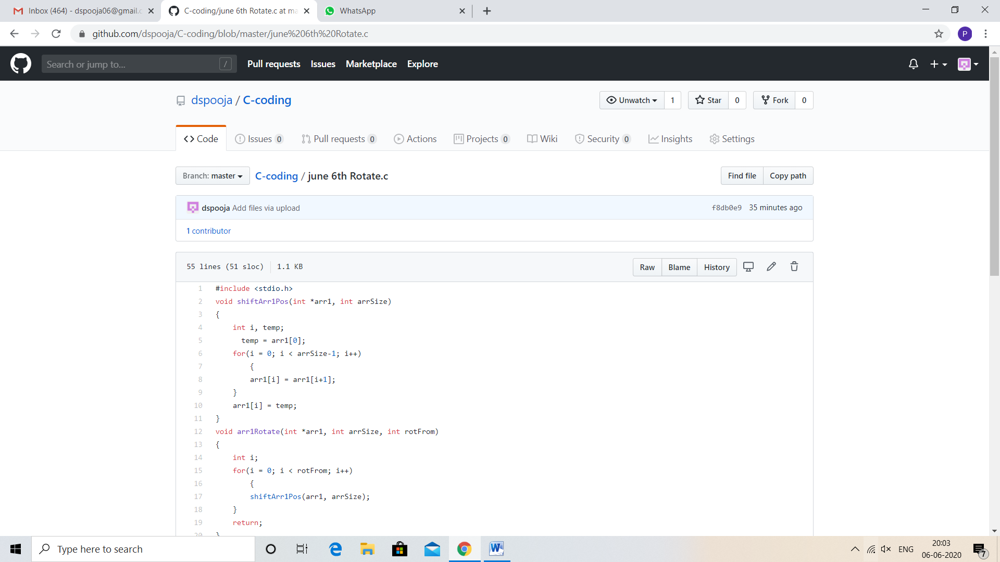 Inbox (464) - dspooja06@gmail.c
C-coding/june 6th Rotate.c at ma
WhatsApp
github.com/dspooja/C-coding/blob/master/june%206th%20Rotate.c
P
Search or jump to...
/
Pull requests
Issues
Marketplace
Explore
dspooja / C-coding
Unwatch 1
Star 0
Fork 0
Code
Issues 0
Pull requests 0
Actions
Projects 0
Wiki
Security 0
Insights
Settings
Branch: master
C-coding / june 6th Rotate.c
Find file
Copy path
dspooja Add files via upload
f8db0e9 35 minutes ago
1 contributor
55 lines (51 sloc) 1.1 KB
Raw
Blame
History
1 #include <stdio.h>
2 void shiftArr1Pos(int *arr1, int arrSize)
3 {
4 int i, temp;
5 temp = arr1[0];
6 for(i = 0; i < arrSize-1; i++)
7 {
8 arr1[i] = arr1[i+1];
9 }
10 arr1[i] = temp;
11 }
12 void arr1Rotate(int *arr1, int arrSize, int rotFrom)
13 {
14 int i;
15 for(i = 0; i < rotFrom; i++)
16 {
17 shiftArr1Pos(arr1, arrSize);
18 }
19 return;
20 }
Type here to search
ENG
20:03
06-06-2020
7